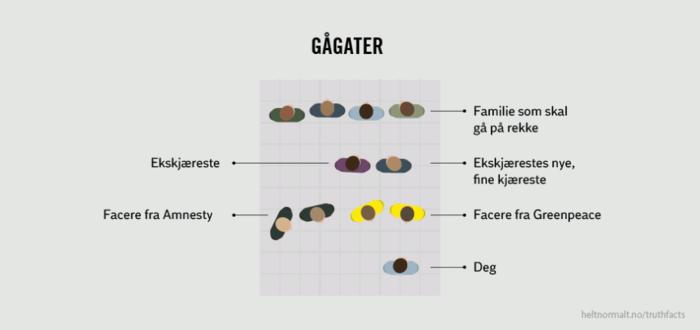 GÅGATER
Familie som skal
gå på rekke
Ekskjæreste
Ekskjærestes nye,
fine kjæreste
Facere fra Amnesty
Facere fra Greenpeace
Deg
heltnormalt.no/truthfacts